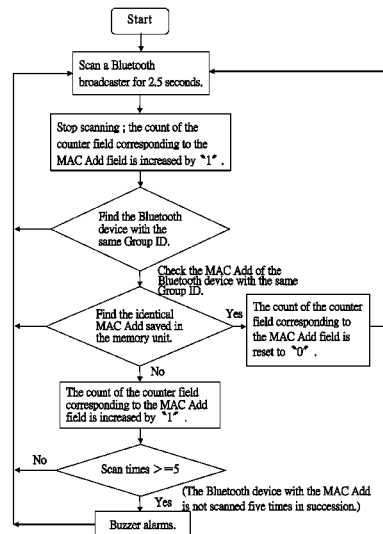 Start
Scan a Bluetooth
broadcaster for 2.5 seconds.
Stop scanning ; the count of the
counter field corresponding to the
MAC Add field is increased by 〝1〞 .
Find the Bluetooth
device with the
same Group ID.
Check the MAC Add of the
Bluetooth device with the same
Group ID.
Find the identical
MAC Add saved in
the memory unit.
Yes
The count of the counter
field corresponding to
the MAC Add field is
reset to 〝0〞 .
No
The count of the counter field
corresponding to the MAC Add
field is increased by 〝1〞 .
No
Scan times >=5
Yes
(The Bluetooth device with the MAC Add
is not scanned five times in succession.)
Buzzer alarms.